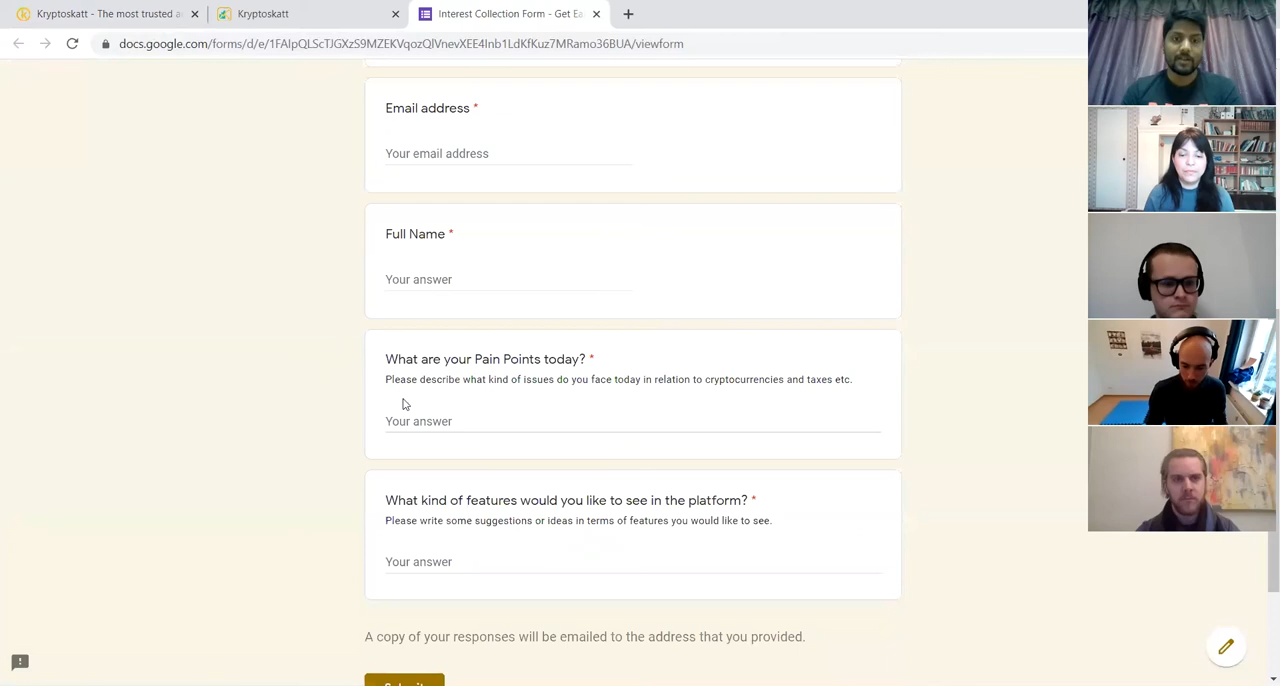 Kryptoskatt - The most trusted a
Kryptoskatt
Interest Collection Form - Get Ea
docs.google.com/forms/d/e/1FAIpQLScTJGXzS9MZEKVqozQlVnevXEE4Inb1LdKfKuz7MRamo36BUA/viewform
Email address *
Your email address
Full Name *
Your answer
What are your Pain Points today? *
Please describe what kind of issues do you face today in relation to cryptocurrencies and taxes etc.
Your answer
What kind of features would you like to see in the platform? *
Please write some suggestions or ideas in terms of features you would like to see.
Your answer
A copy of your responses will be emailed to the address that you provided.
Submit